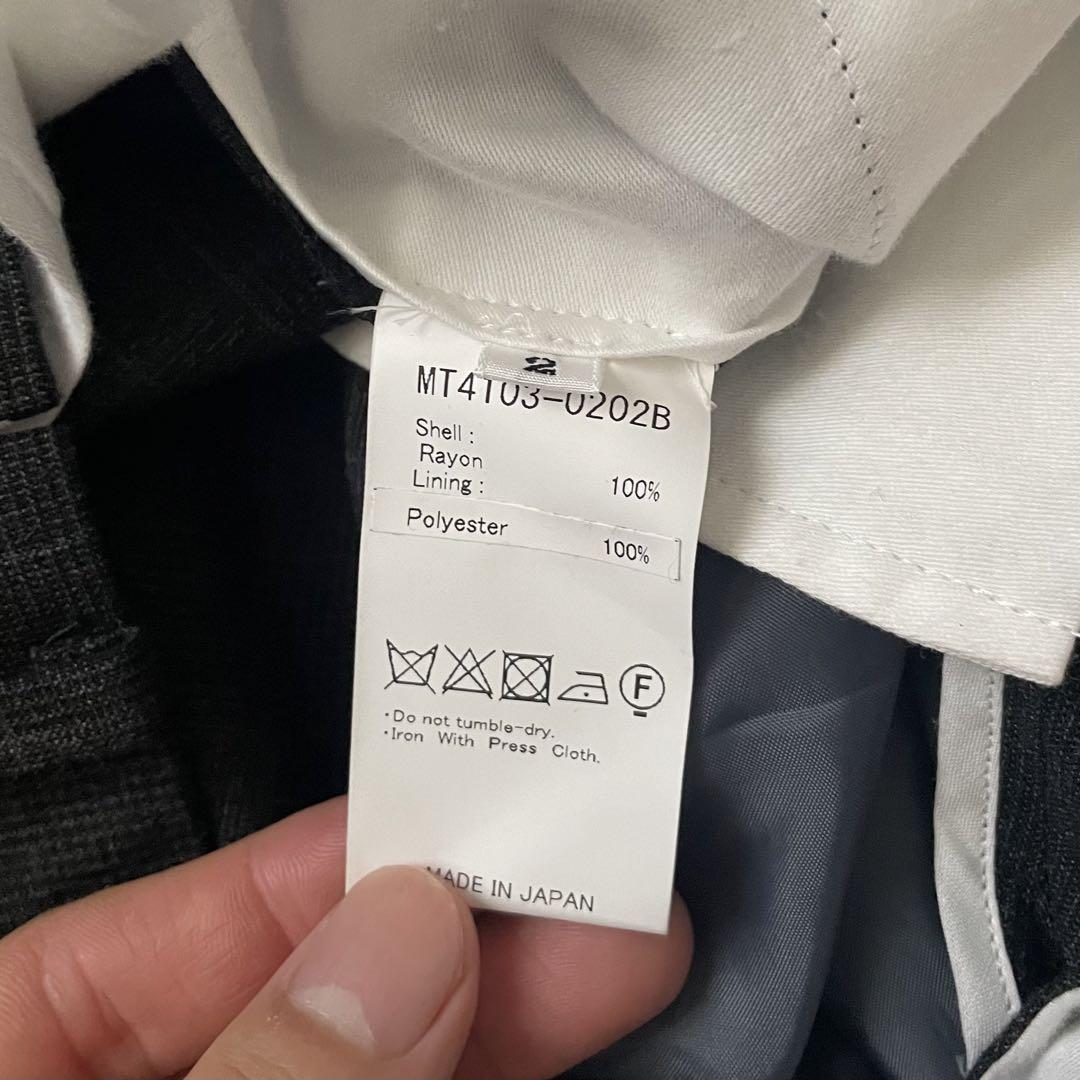 2
MT4103-0202B
Shell :
Rayon
100%
Lining :
Polyester
100%
F
·Do not tumble-dry.
·Iron With Press Cloth.
MADE IN JAPAN